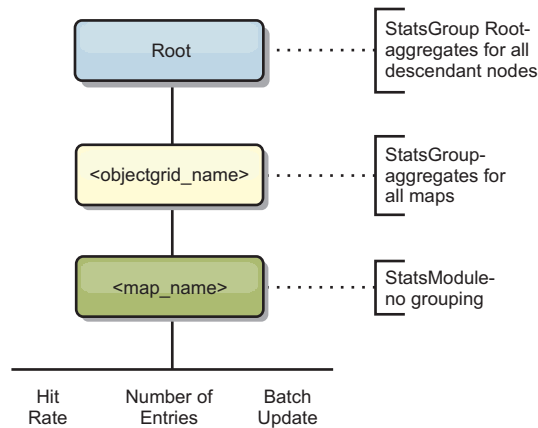 Root
StatsGroup Root-
aggregates for all
descendant nodes
<objectgrid_name>
StatsGroup-
aggregates for
all maps
<map_name>
StatsModule-
no grouping
Hit
Rate
Number of
Entries
Batch
Update